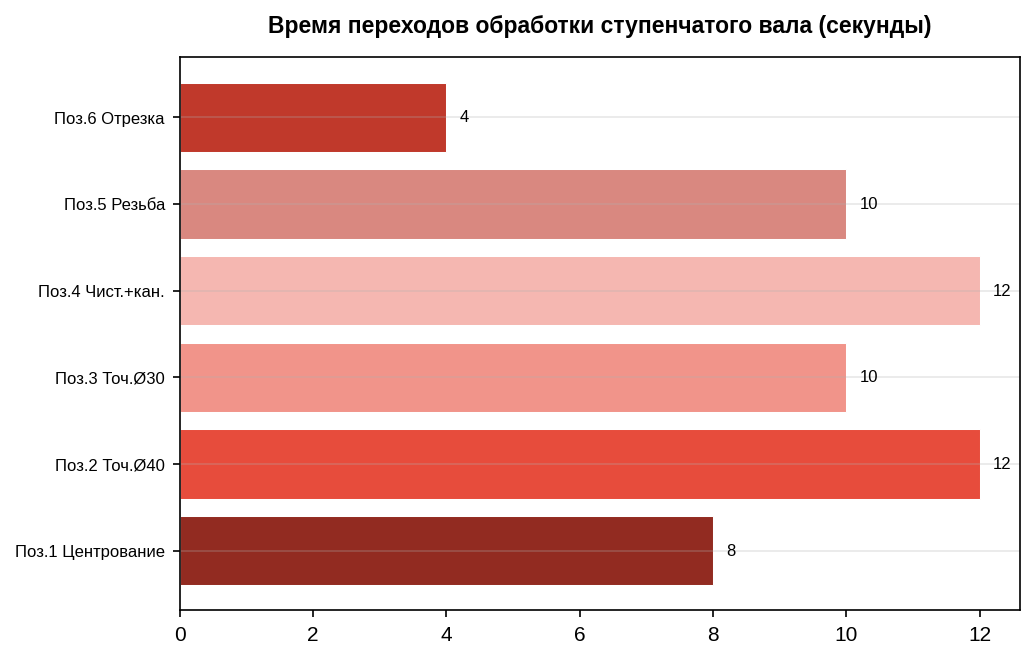 Время переходов обработки ступенчатого вала (секунды)
Поз.6 Отрезка 4
Поз.5 Резьба 10
Поз.4 Чист.+кан. 12
Поз.3 Точ.Ø30 10
Поз.2 Точ.Ø40 12
Поз.1 Центрование 8
0 2 4 6 8 10 12